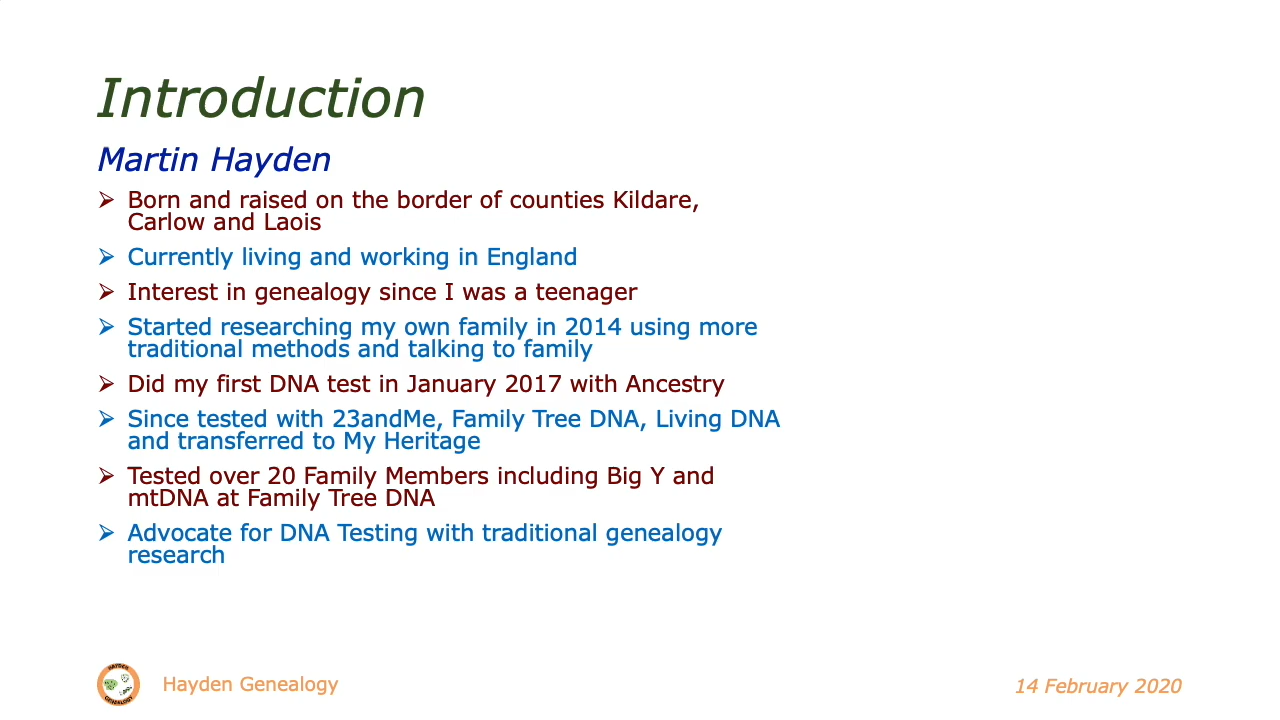 Introduction
Martin Hayden
➢ Born and raised on the border of counties Kildare,
Carlow and Laois
➢ Currently living and working in England
➢ Interest in genealogy since I was a teenager
➢ Started researching my own family in 2014 using more
traditional methods and talking to family
➢ Did my first DNA test in January 2017 with Ancestry
➢ Since tested with 23andMe, Family Tree DNA, Living DNA
and transferred to My Heritage
➢ Tested over 20 Family Members including Big Y and
mtDNA at Family Tree DNA
➢ Advocate for DNA Testing with traditional genealogy
research
HAYDEN
GENEALOGY
Hayden Genealogy
14 February 2020